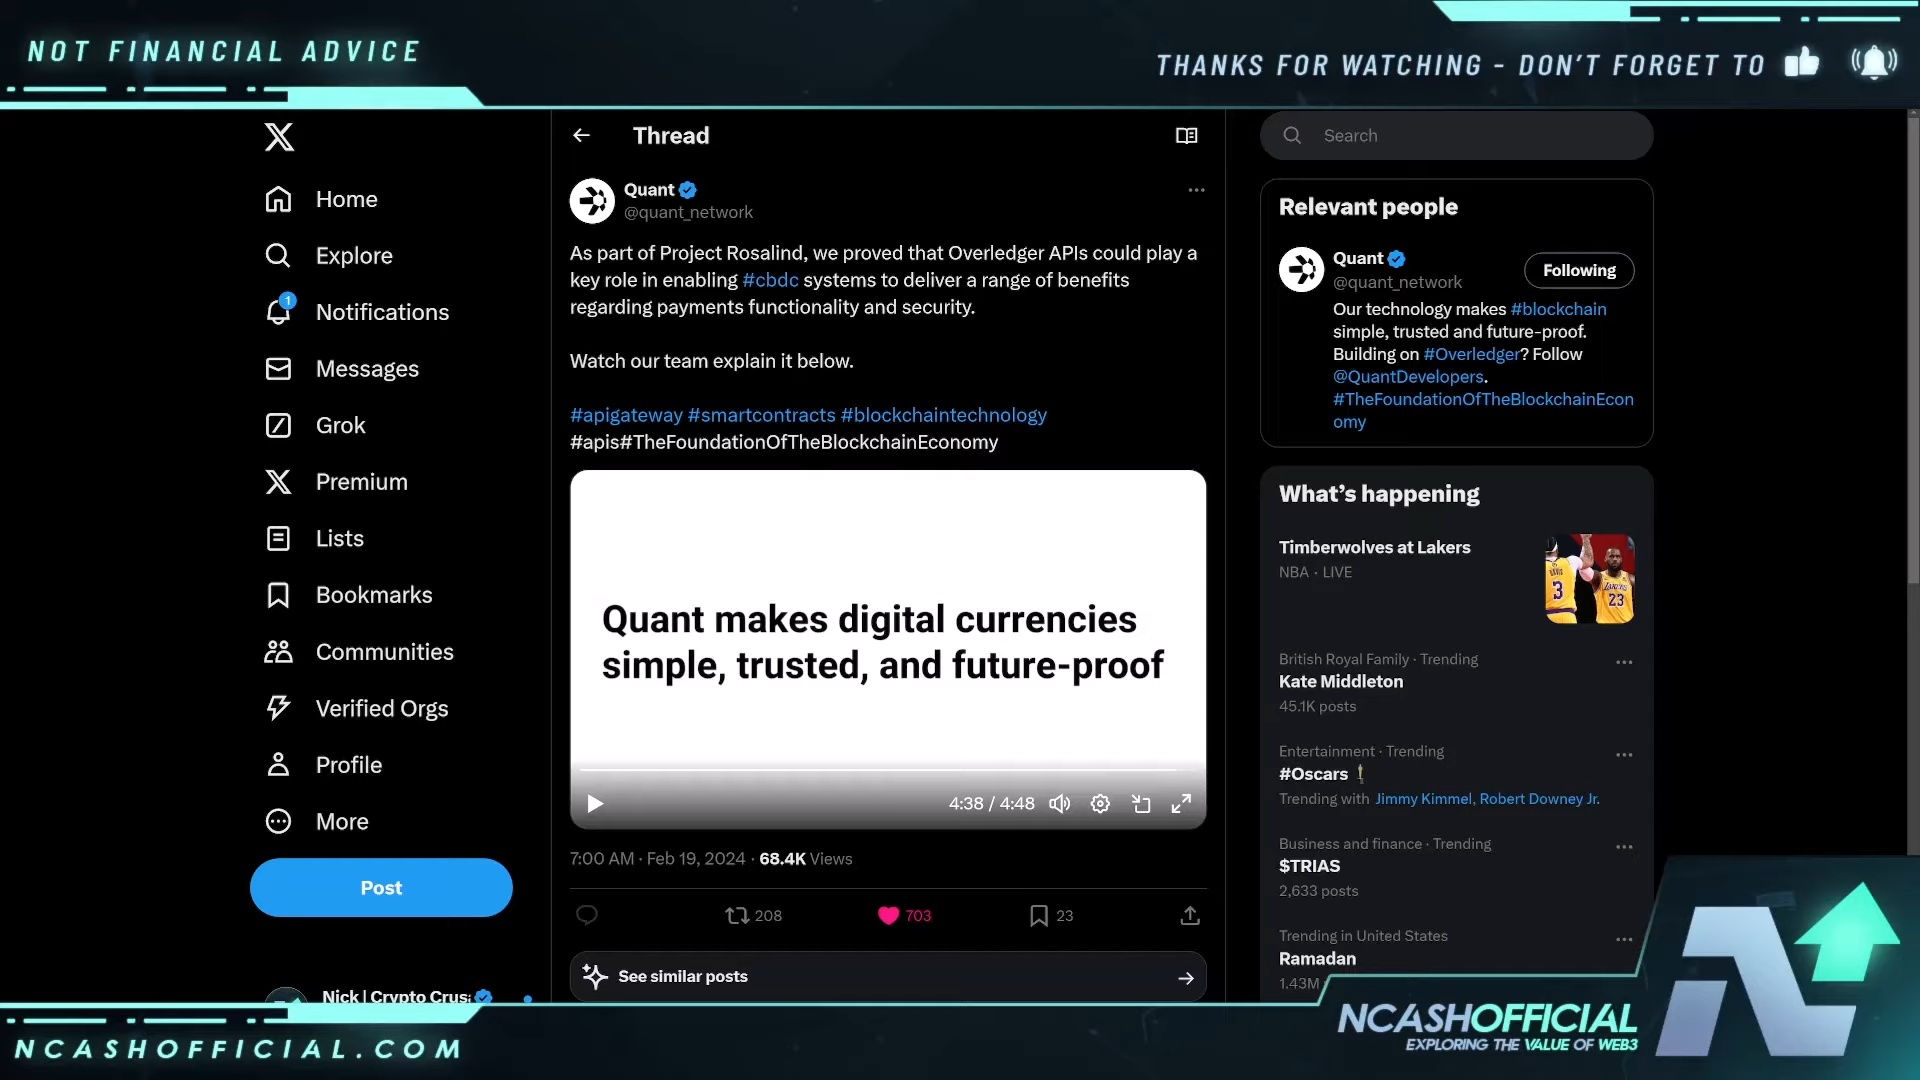 NOT FINANCIAL ADVICE
THANKS FOR WATCHING - DON'T FORGET TO
Home
Explore
1
Notifications
Messages
Grok
Premium
Lists
Bookmarks
Communities
Verified Orgs
Profile
More
Post
Nick | Crypto Crus
Thread
Quant
@quant_network
As part of Project Rosalind, we proved that Overledger APIs could play a
key role in enabling #cbdc systems to deliver a range of benefits
regarding payments functionality and security.
Watch our team explain it below.
#apigateway #smartcontracts #blockchaintechnology
#apis#TheFoundationOfTheBlockchainEconomy
Quant makes digital currencies
simple, trusted, and future-proof
4:38 / 4:48
7:00 AM · Feb 19, 2024 · 68.4K Views
208
703
23
See similar posts
Search
Relevant people
Quant
@quant_network
Following
Our technology makes #blockchain
simple, trusted and future-proof.
Building on #Overledger? Follow
@QuantDevelopers.
#TheFoundationOfTheBlockchainEcon
omy
What's happening
Timberwolves at Lakers
NBA · LIVE
3
LAKERS
23
British Royal Family · Trending
Kate Middleton
45.1K posts
Entertainment · Trending
#Oscars
Trending with Jimmy Kimmel, Robert Downey Jr.
Business and finance · Trending
$TRIAS
2,633 posts
Trending in United States
Ramadan
1.43M
NCASHOFFICIAL.COM
NCASHOFFICIAL
EXPLORING THE VALUE OF WEB3